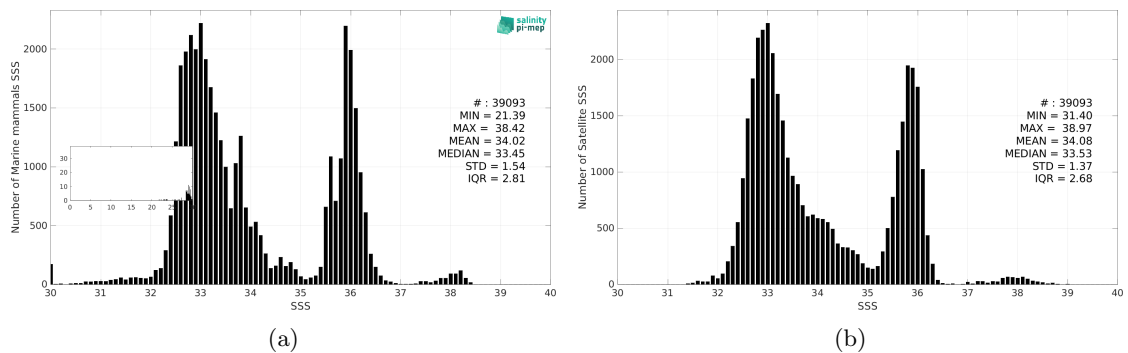 salinity
pi-mep
Number of Marine mammals SSS
2000
1500
1000
500
0
# : 39093
MIN = 21.39
MAX = 38.42
MEAN = 34.02
MEDIAN = 33.45
STD = 1.54
IQR = 2.81
30
20
10
0
0 5 10 15 20 25
30 31 32 33 34 35 36 37 38 39 40
SSS
(a)
Number of Satellite SSS
2000
1500
1000
500
0
# : 39093
MIN = 31.40
MAX = 38.97
MEAN = 34.08
MEDIAN = 33.53
STD = 1.37
IQR = 2.68
30 31 32 33 34 35 36 37 38 39 40
SSS
(b)